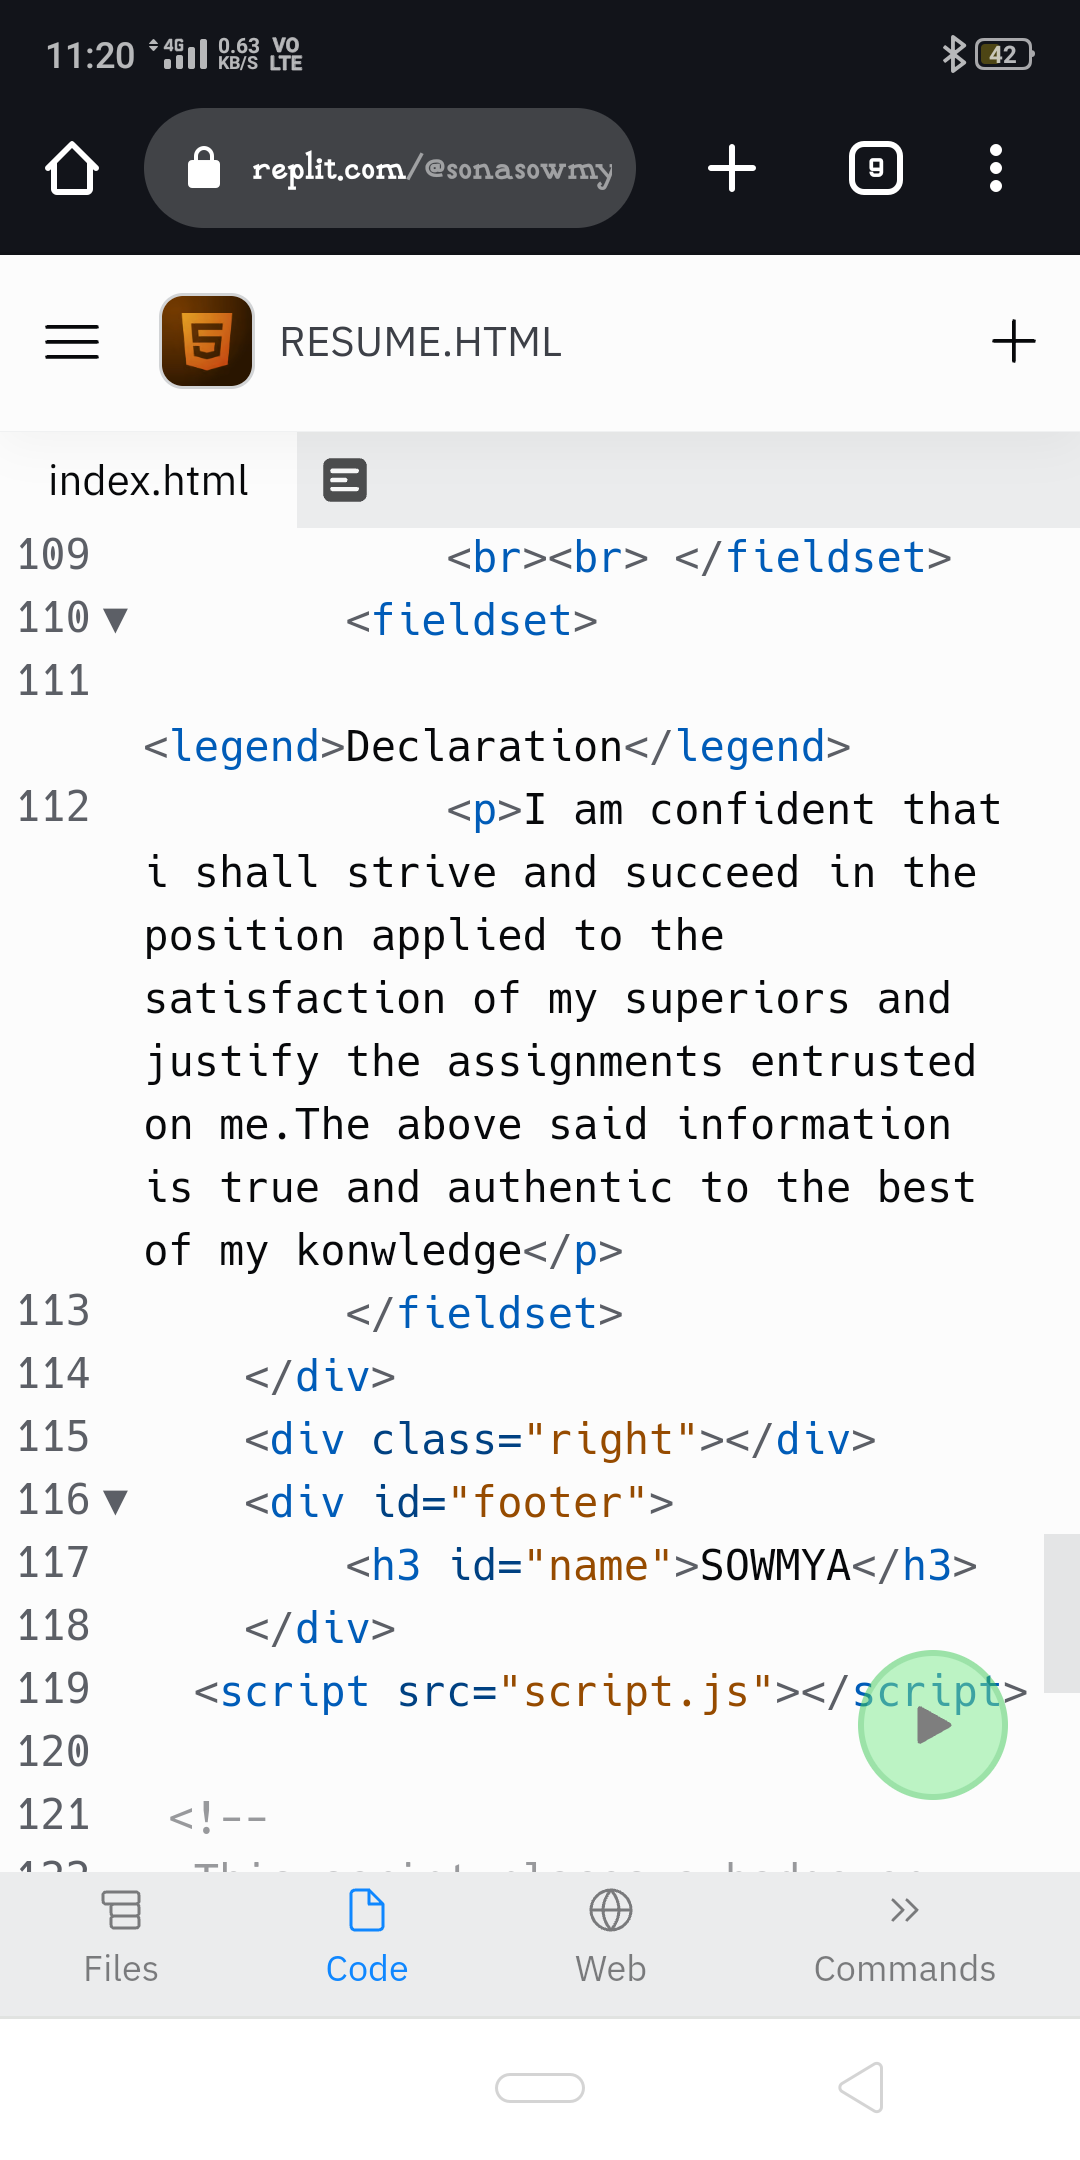 11:20 4G 0.63 KB/S VO LTE 42
replit.com/@sonasowmy
9
RESUME.HTML
index.html
109 <br><br> </fieldset>
110 ▼ <fieldset>
111
<legend>Declaration</legend>
112 <p>I am confident that
i shall strive and succeed in the
position applied to the
satisfaction of my superiors and
justify the assignments entrusted
on me.The above said information
is true and authentic to the best
of my konwledge</p>
113 </fieldset>
114 </div>
115 <div class="right"></div>
116 ▼ <div id="footer">
117 <h3 id="name">SOWMYA</h3>
118 </div>
119 <script src="script.js"></script>
120
121 <!--
This script places a badge on
Files Code Web Commands